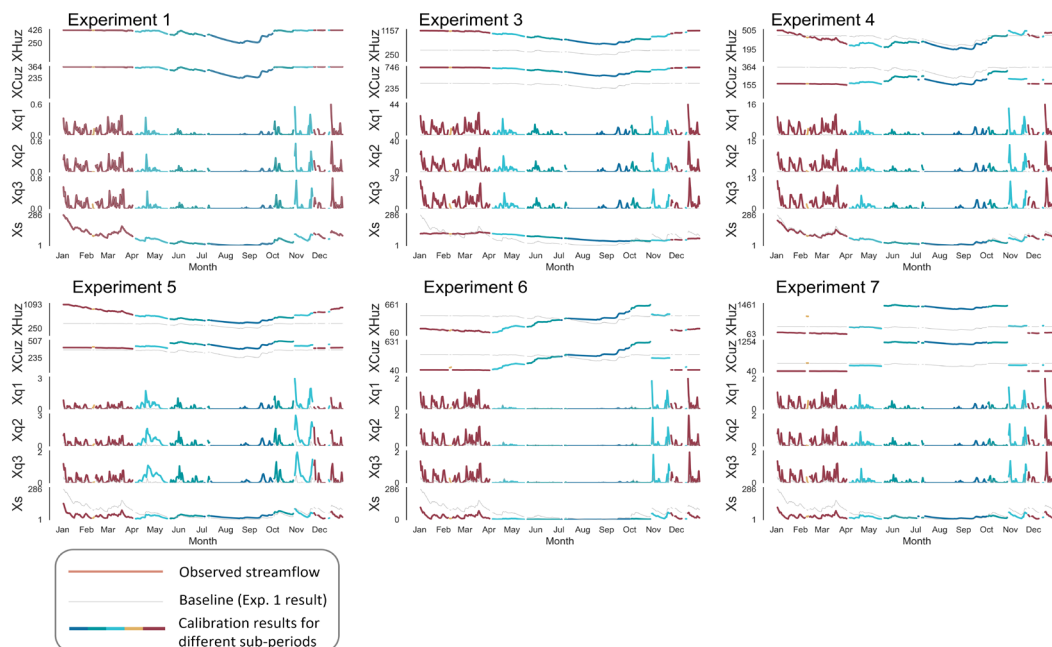 Experiment 1
426
XHuz
250
364
XCuz
235
0.6
Xq1
0.0
0.6
Xq2
0.0
0.6
Xq3
0.0
286
Xs
1
Jan Feb Mar Apr May Jun Jul Aug Sep Oct Nov Dec
Month
Experiment 3
1157
XHuz
250
746
XCuz
235
44
Xq1
0
40
Xq2
0
37
Xq3
0
286
Xs
1
Jan Feb Mar Apr May Jun Jul Aug Sep Oct Nov Dec
Month
Experiment 4
505
XHuz
195
364
XCuz
155
16
Xq1
0
15
Xq2
0
13
Xq3
0
286
Xs
1
Jan Feb Mar Apr May Jun Jul Aug Sep Oct Nov Dec
Month
Experiment 5
1093
XHuz
250
507
XCuz
235
3
Xq1
0
2
Xq2
0
2
Xq3
0
286
Xs
1
Jan Feb Mar Apr May Jun Jul Aug Sep Oct Nov Dec
Month
Experiment 6
661
XHuz
60
631
XCuz
40
2
Xq1
0
2
Xq2
0
2
Xq3
0
286
Xs
0
Jan Feb Mar Apr May Jun Jul Aug Sep Oct Nov Dec
Month
Experiment 7
1461
XHuz
63
1254
XCuz
40
2
Xq1
0
2
Xq2
0
2
Xq3
0
286
Xs
1
Jan Feb Mar Apr May Jun Jul Aug Sep Oct Nov Dec
Month
Observed streamflow
Baseline (Exp. 1 result)
Calibration results for
different sub-periods